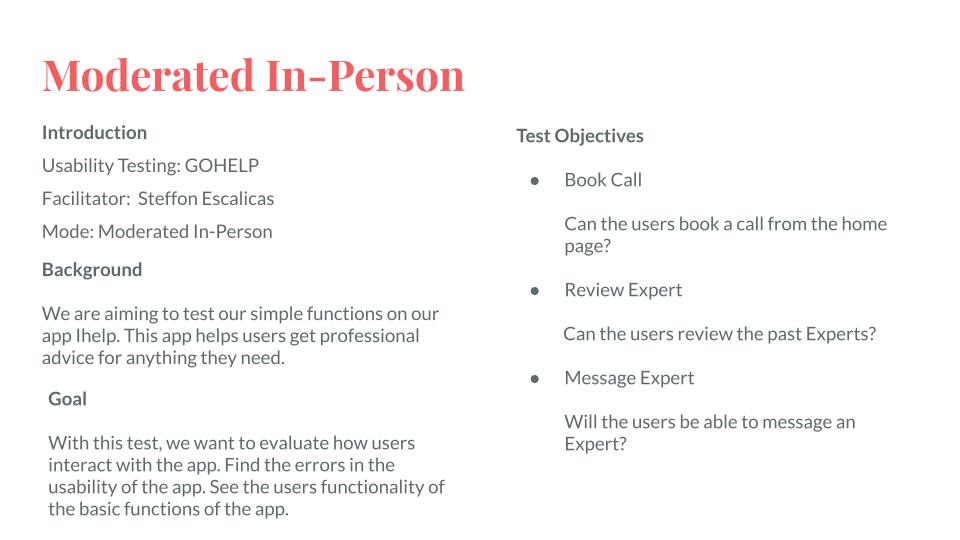 Moderated In-Person
Introduction
Usability Testing: GOHELP
Facilitator:  Steffon Escalicas
Mode: Moderated In-Person
Background
We are aiming to test our simple functions on our
app Ihelp. This app helps users get professional
advice for anything they need.
Goal
With this test, we want to evaluate how users
interact with the app. Find the errors in the
usability of the app. See the users functionality of
the basic functions of the app.
Test Objectives
● Book Call
Can the users book a call from the home
page?
● Review Expert
Can the users review the past Experts?
● Message Expert
Will the users be able to message an
Expert?